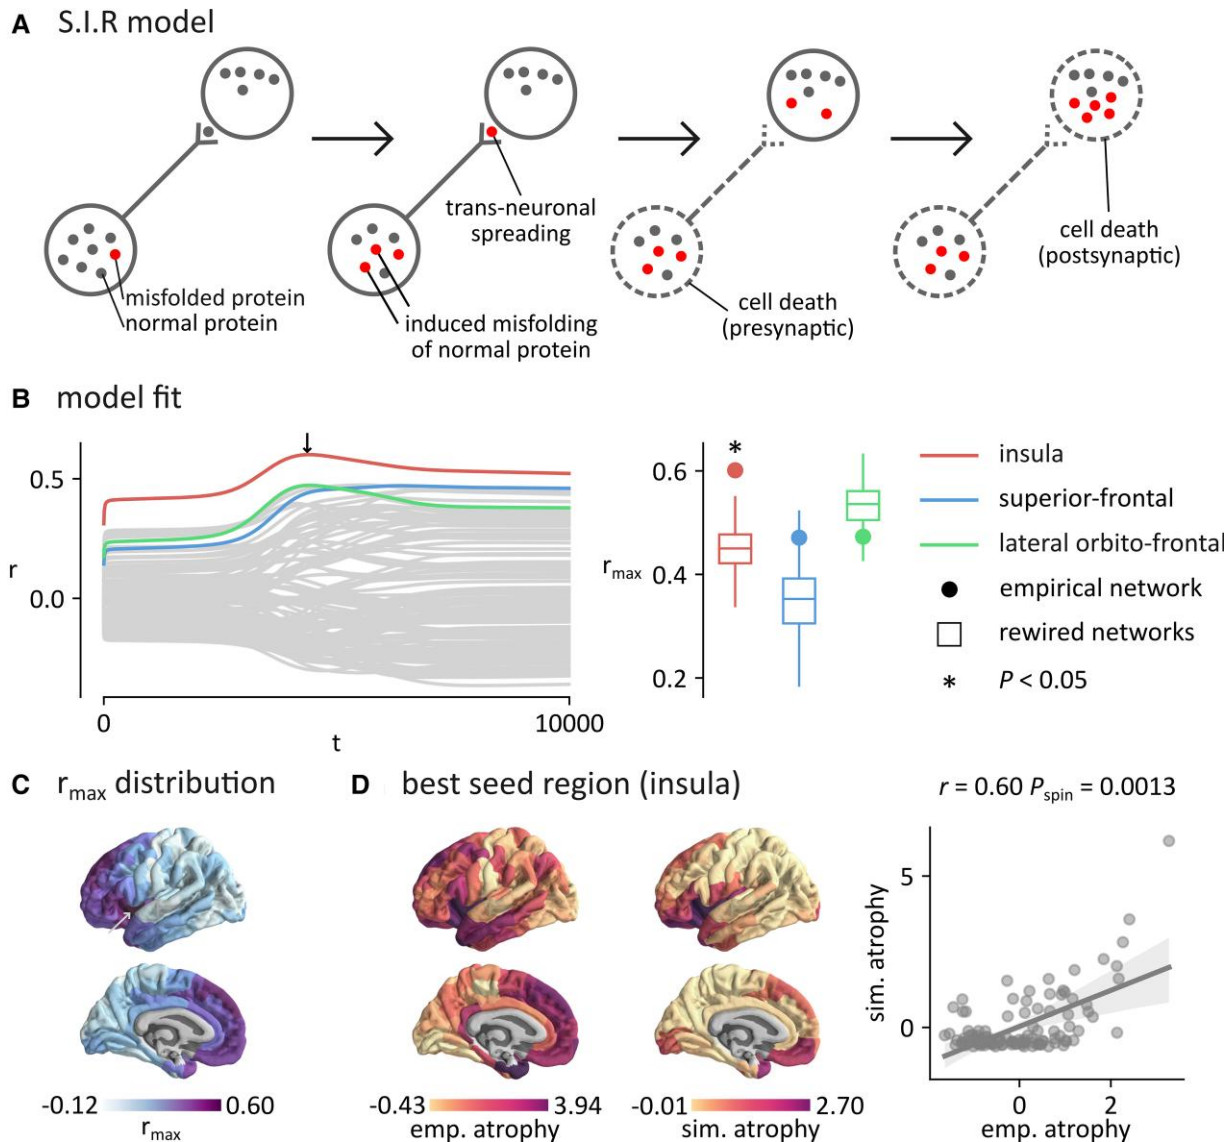 A S.I.R model
trans-neuronal
spreading
cell death
(postsynaptic)
misfolded protein
normal protein
induced misfolding
of normal protein
cell death
(presynaptic)
B model fit
0.5
0.0
r
0
10000
t
*
0.6
0.4
0.2
r_max
insula
superior-frontal
lateral orbito-frontal
empirical network
rewired networks
* P < 0.05
C r_max distribution
-0.12 0.60
r_max
D best seed region (insula)
-0.43 3.94
emp. atrophy
-0.01 2.70
sim. atrophy
r = 0.60 P_spin = 0.0013
5
0
sim. atrophy
0 2
emp. atrophy